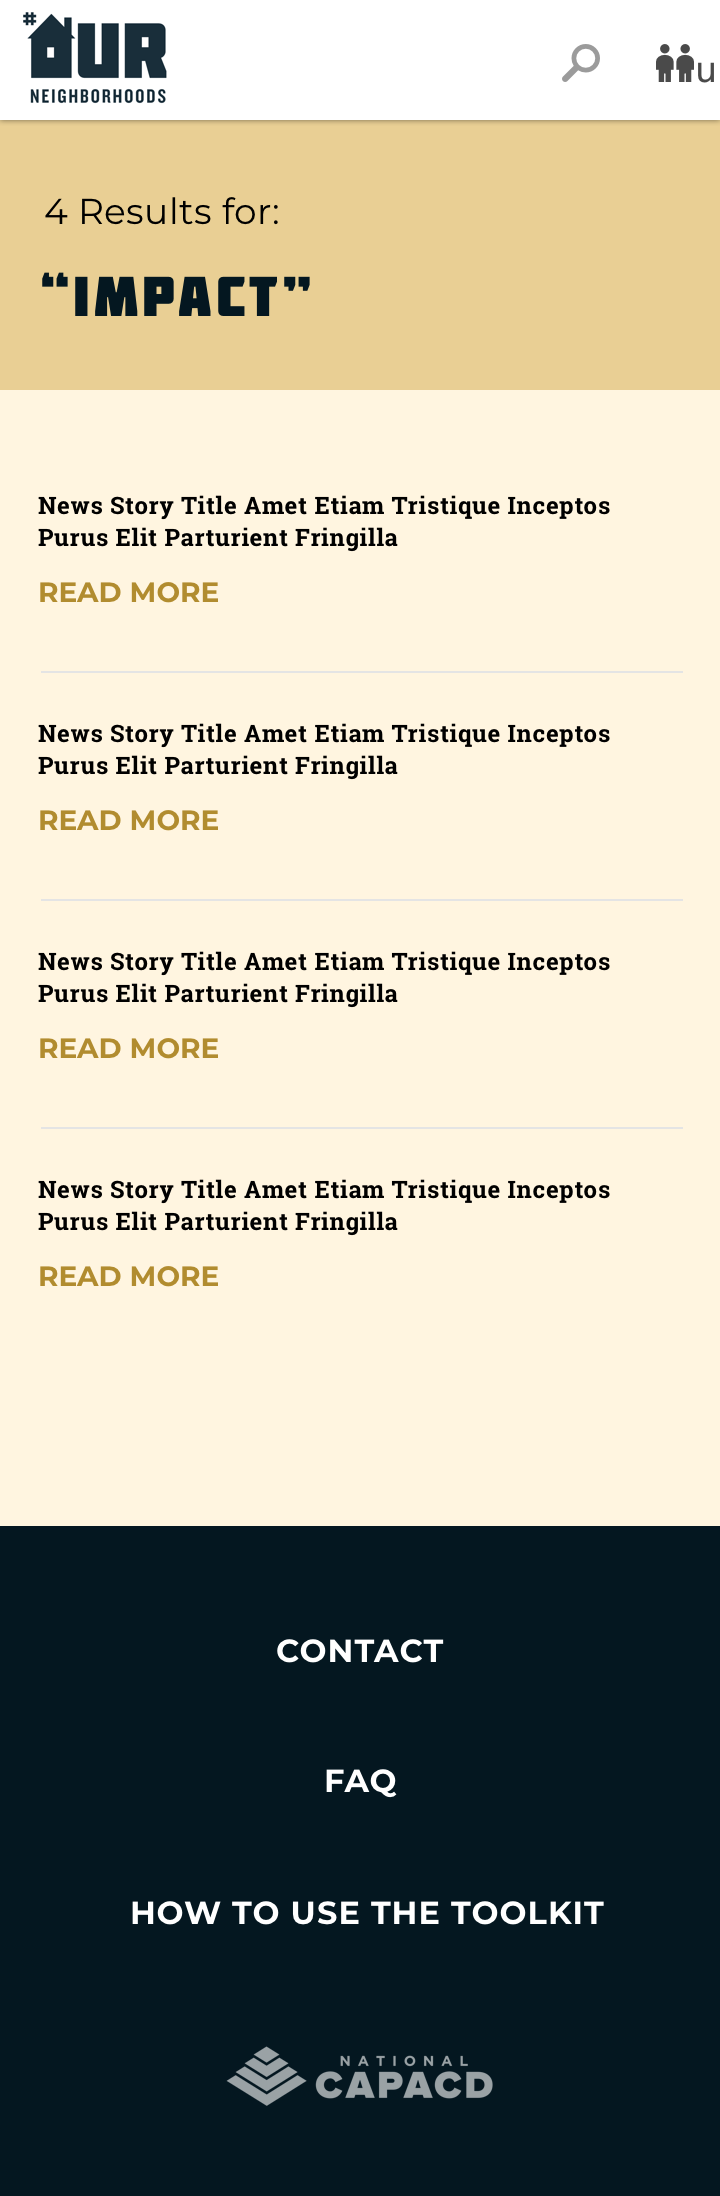 #OUR
NEIGHBORHOODS
u
4 Results for:
“IMPACT”
News Story Title Amet Etiam Tristique Inceptos
Purus Elit Parturient Fringilla
READ MORE
News Story Title Amet Etiam Tristique Inceptos
Purus Elit Parturient Fringilla
READ MORE
News Story Title Amet Etiam Tristique Inceptos
Purus Elit Parturient Fringilla
READ MORE
News Story Title Amet Etiam Tristique Inceptos
Purus Elit Parturient Fringilla
READ MORE
CONTACT
FAQ
HOW TO USE THE TOOLKIT
NATIONAL
CAPACD